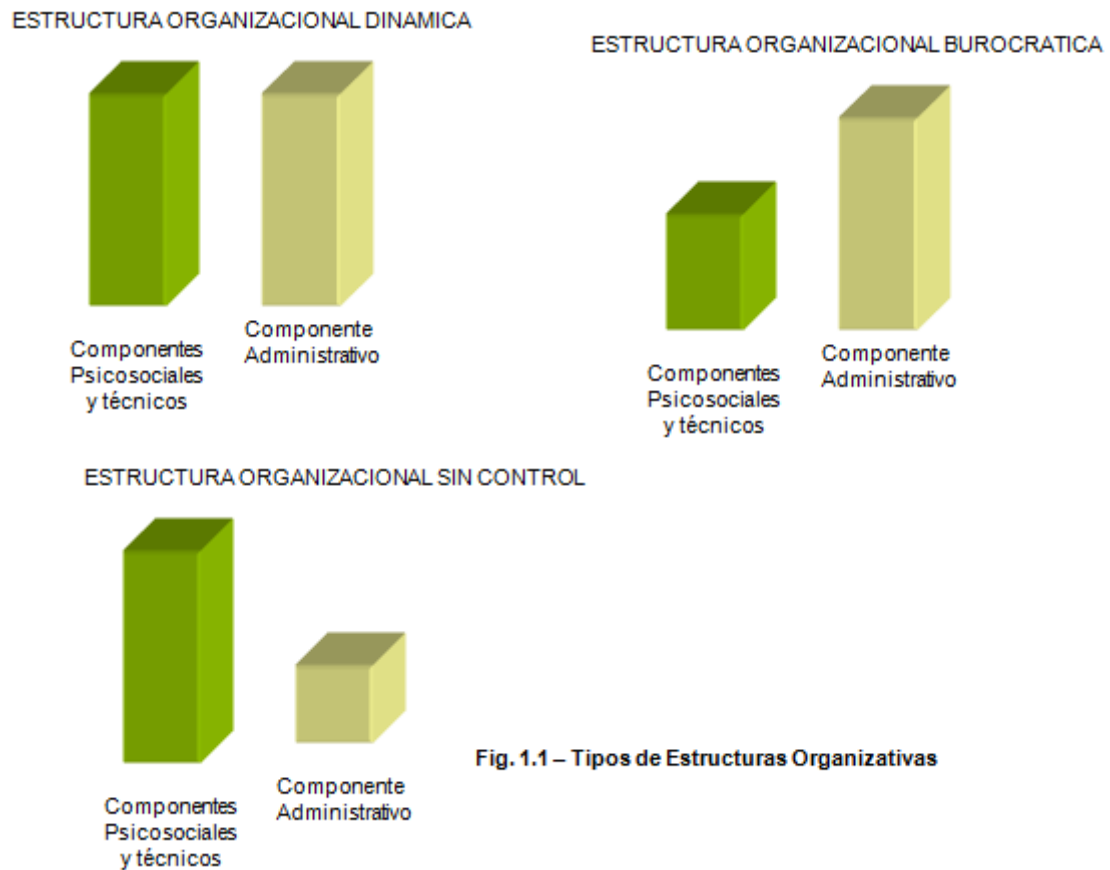 ESTRUCTURA ORGANIZACIONAL DINAMICA
Componentes
Psicosociales
y técnicos
Componente
Administrativo
ESTRUCTURA ORGANIZACIONAL BUROCRATICA
Componentes
Psicosociales
y técnicos
Componente
Administrativo
ESTRUCTURA ORGANIZACIONAL SIN CONTROL
Componentes
Psicosociales
y técnicos
Componente
Administrativo
Fig. 1.1 – Tipos de Estructuras Organizativas